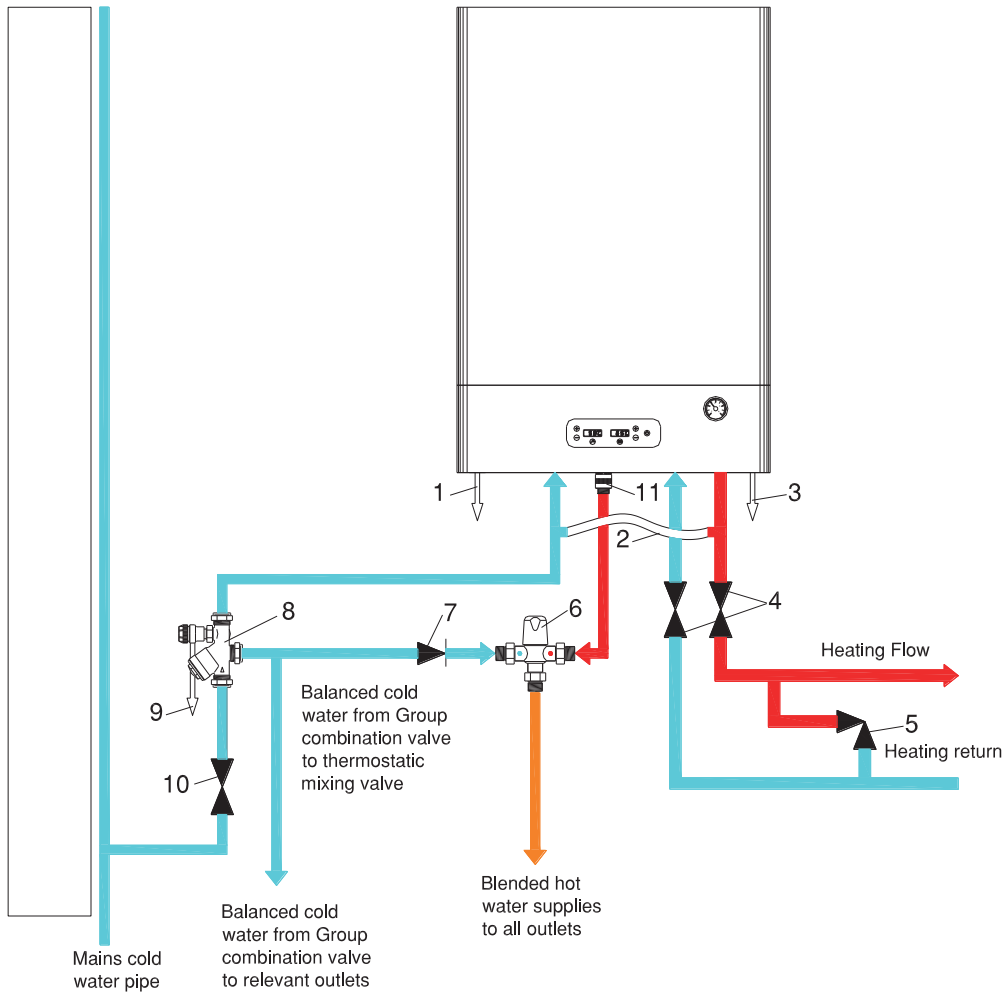 1
11
3
2
4
6
8
7
Heating Flow
9
Balanced cold
water from Group
combination valve
to thermostatic
mixing valve
5
Heating return
10
Blended hot
water supplies
to all outlets
Balanced cold
water from Group
combination valve
to relevant outlets
Mains cold
water pipe